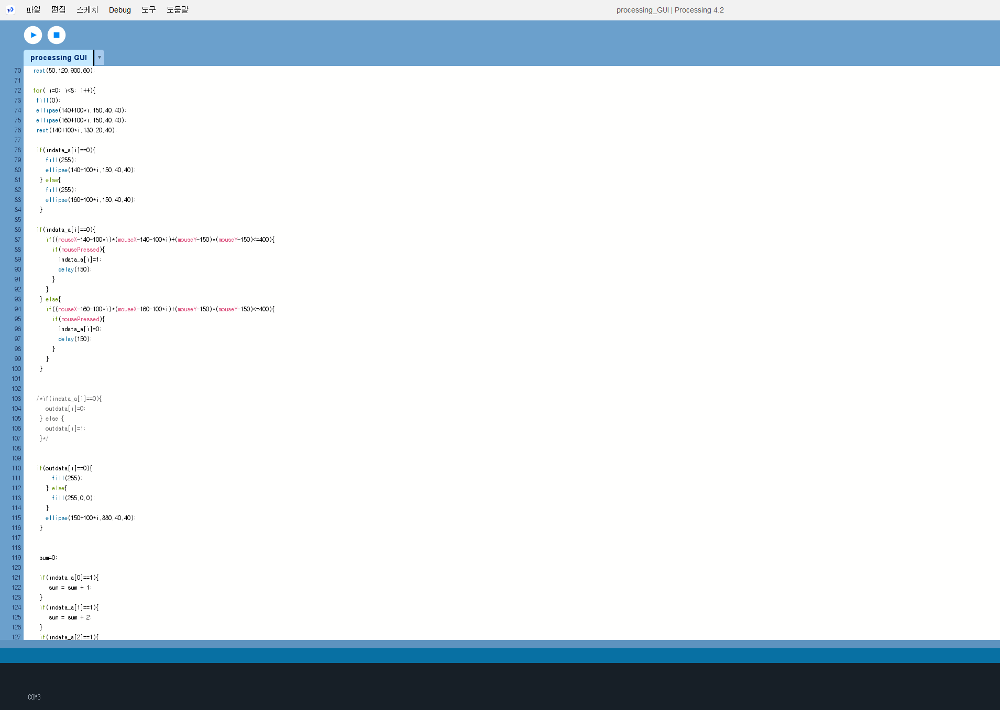 파일 편집 스케치 Debug 도구 도움말
processing_GUI | Processing 4.2
processing GUI
70 rect(50,120,900,60);
71
72 for( i=0; i<8; i++){
73 fill(0);
74 ellipse(140+100*i,150,40,40);
75 ellipse(160+100*i,150,40,40);
76 rect(140+100*i,130,20,40);
77
78 if(indata_a[i]==0){
79 fill(255);
80 ellipse(140+100*i,150,40,40);
81 } else{
82 fill(255);
83 ellipse(160+100*i,150,40,40);
84 }
85
86 if(indata_a[i]==0){
87 if((mouseX-140-100*i)*(mouseX-140-100*i)+(mouseY-150)*(mouseY-150)<=400){
88 if(mousePressed){
89 indata_a[i]=1;
90 delay(150);
91 }
92 }
93 } else{
94 if((mouseX-160-100*i)*(mouseX-160-100*i)+(mouseY-150)*(mouseY-150)<=400){
95 if(mousePressed){
96 indata_a[i]=0;
97 delay(150);
98 }
99 }
100 }
101
102
103 /*if(indata_a[i]==0){
104 outdata[i]=0;
105 } else {
106 outdata[i]=1;
107 }*/
108
109
110 if(outdata[i]==0){
111 fill(255);
112 } else{
113 fill(255,0,0);
114 }
115 ellipse(150+100*i,330,40,40);
116 }
117
118
119 sum=0;
120
121 if(indata_a[0]==1){
122 sum = sum + 1;
123 }
124 if(indata_a[1]==1){
125 sum = sum + 2;
126 }
127 if(indata_a[2]==1){
COM3